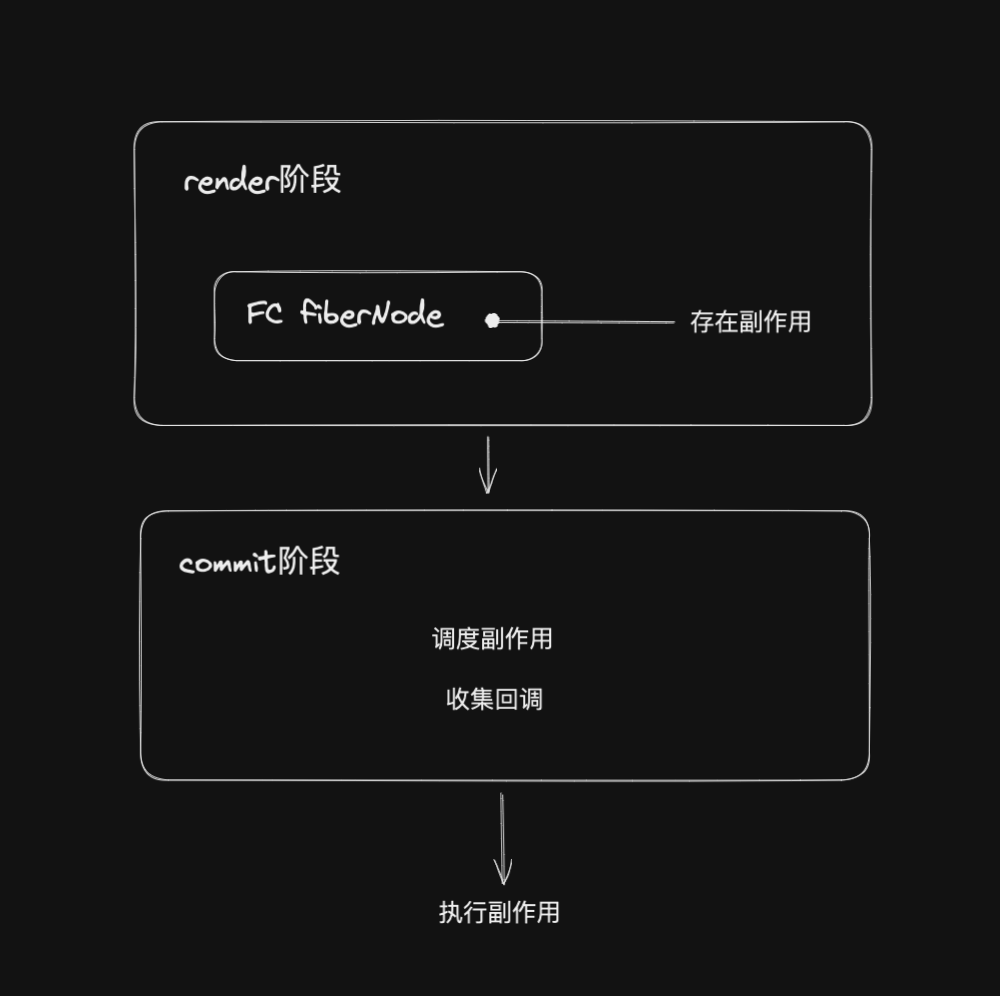 render阶段
FC fiberNode
存在副作用
commit阶段
调度副作用
收集回调
执行副作用